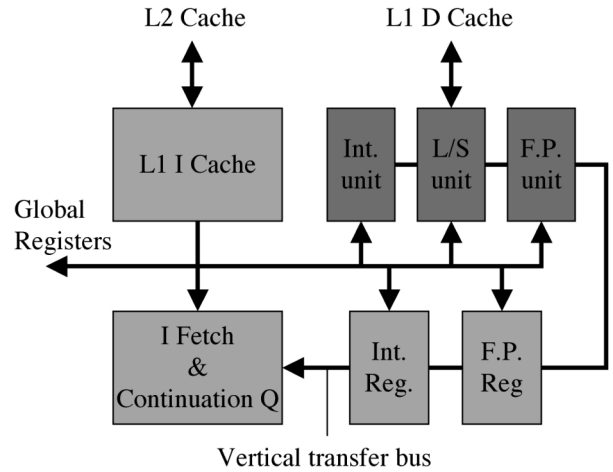 L2 Cache
L1 D Cache
L1 I Cache
Int.
unit
L/S
unit
F.P.
unit
Global
Registers
I Fetch
&
Continuation Q
Int.
Reg.
F.P.
Reg
Vertical transfer bus